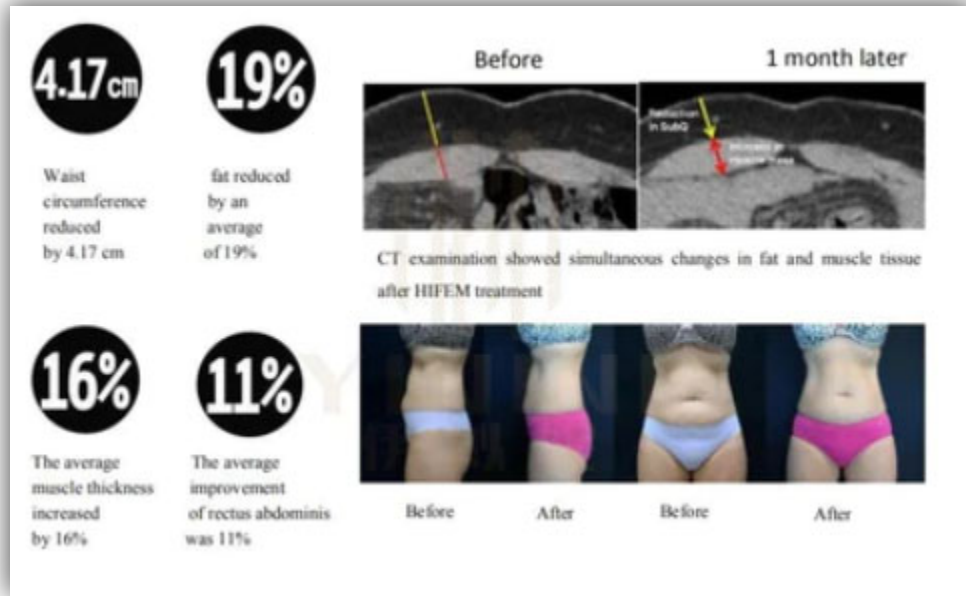 4.17cm
Waist
circumference
reduced
by 4.17 cm
19%
fat reduced
by an
average
of 19%
Before
1 month later
Reduction
in SubQ
CT examination showed simultaneous changes in fat and muscle tissue
after HIFEM treatment
16%
The average
muscle thickness
increased
by 16%
11%
The average
improvement
of rectus abdominis
was 11%
Before
After
Before
After